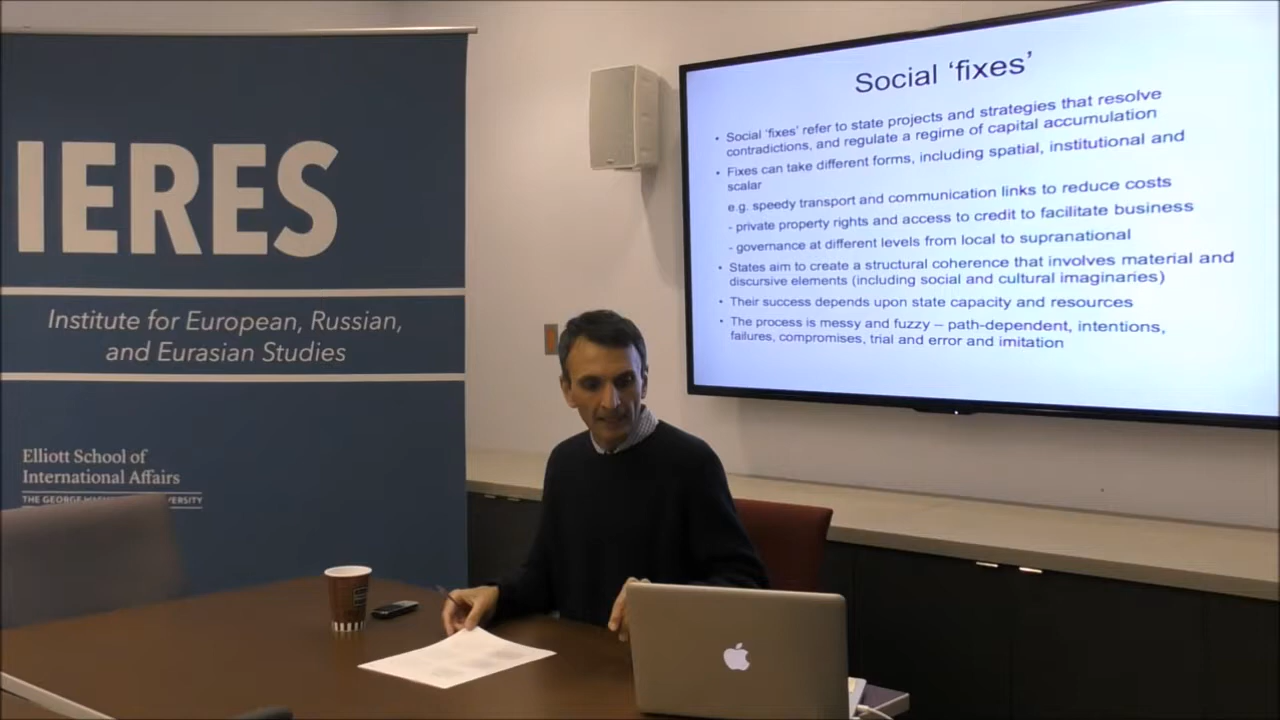 IERES
Institute for European, Russian,
and Eurasian Studies
Elliott School of
International Affairs
THE GEORGE
Social ‘fixes’
• Social ‘fixes’ refer to state projects and strategies that resolve
contradictions, and regulate a regime of capital accumulation
• Fixes can take different forms, including spatial, institutional and
scalar
e.g. speedy transport and communication links to reduce costs
- private property rights and access to credit to facilitate business
- governance at different levels from local to supranational
• States aim to create a structural coherence that involves material and
discursive elements (including social and cultural imaginaries)
• Their success depends upon state capacity and resources
• The process is messy and fuzzy – path-dependent, intentions,
failures, compromises, trial and error and imitation